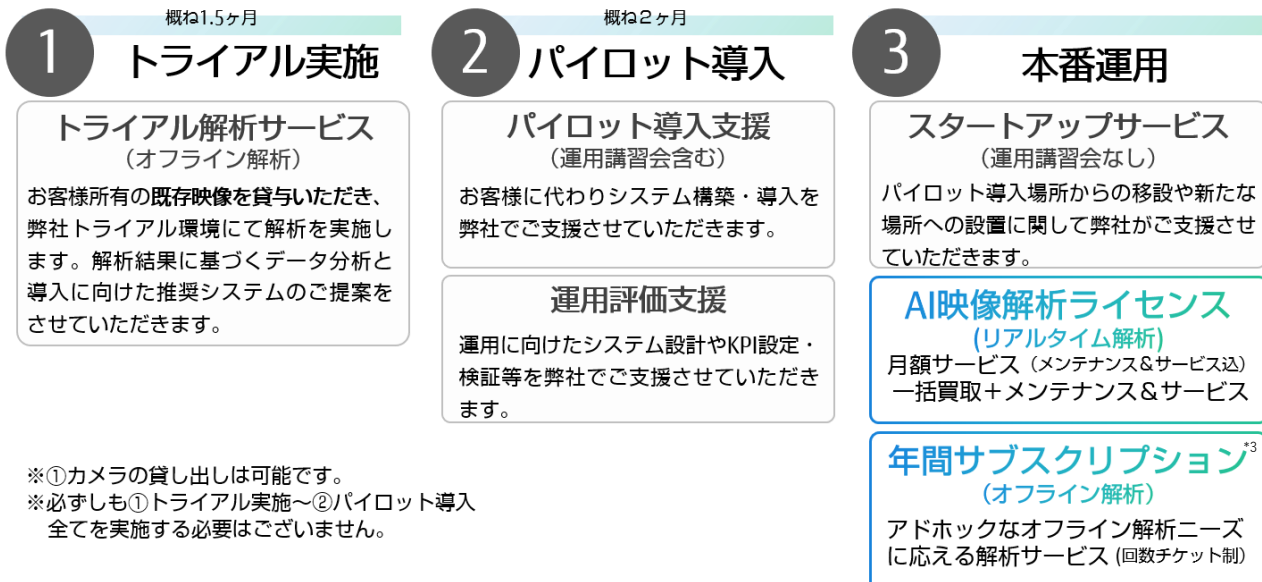 1
概ね1.5ヶ月
トライアル実施
トライアル解析サービス
(オフライン解析)
お客様所有の既存映像を貸与いただき、
弊社トライアル環境にて解析を実施し
ます。解析結果に基づくデータ分析と
導入に向けた推奨システムのご提案を
させていただきます。
2
概ね2ヶ月
パイロット導入
パイロット導入支援
(運用講習会含む)
お客様に代わりシステム構築・導入を
弊社でご支援させていただきます。
運用評価支援
運用に向けたシステム設計やKPI設定・
検証等を弊社でご支援させていただき
ます。
3
本番運用
スタートアップサービス
(運用講習会なし)
パイロット導入場所からの移設や新たな
場所への設置に関して弊社がご支援させ
ていただきます。
AI映像解析ライセンス
(リアルタイム解析)
月額サービス(メンテナンス&サービス込)
一括買取+メンテナンス&サービス
年間サブスクリプション*3
(オフライン解析)
アドホックなオフライン解析ニーズ
に応える解析サービス(回数チケット制)
※①カメラの貸し出しは可能です。
※必ずしも①トライアル実施～②パイロット導入
全てを実施する必要はございません。